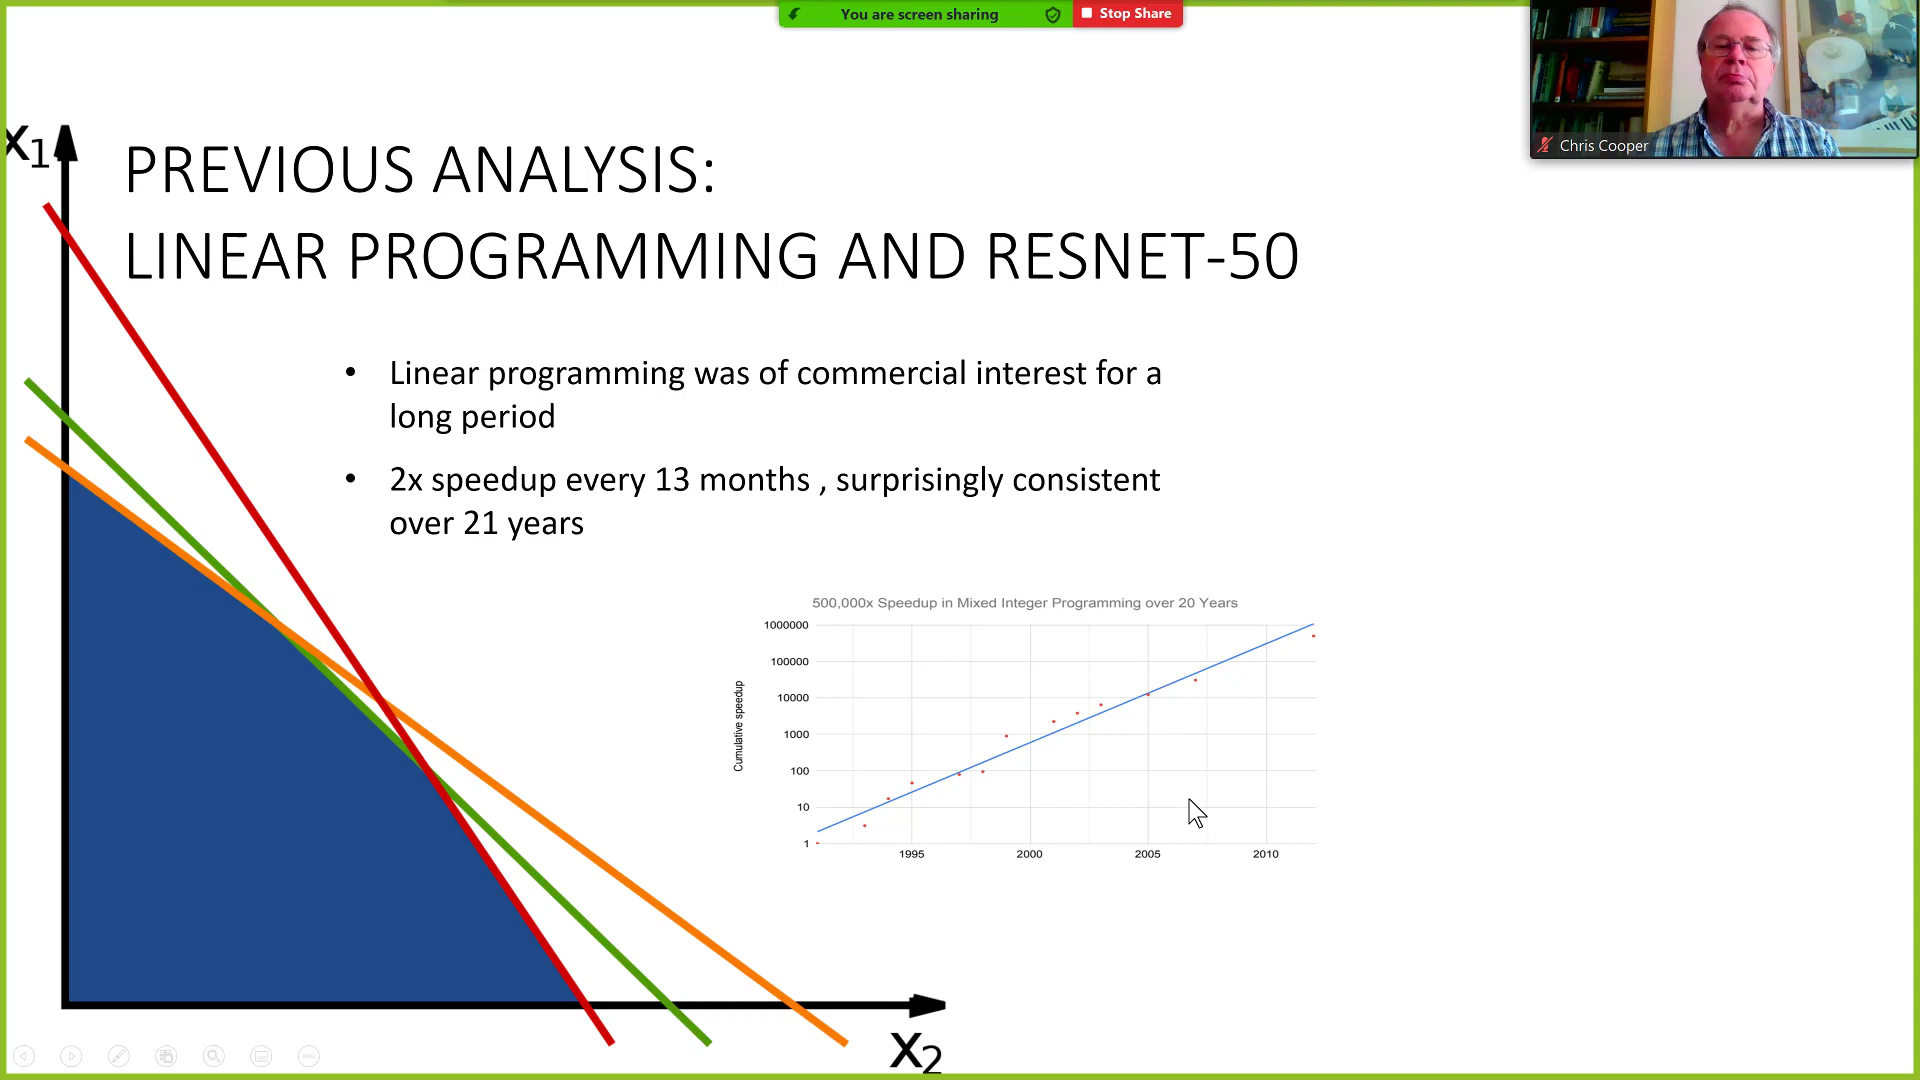 You are screen sharing
Stop Share
Chris Cooper
x1
PREVIOUS ANALYSIS:
LINEAR PROGRAMMING AND RESNET-50
• Linear programming was of commercial interest for a
long period
• 2x speedup every 13 months , surprisingly consistent
over 21 years
500,000x Speedup in Mixed Integer Programming over 20 Years
Cumulative speedup
1000000
100000
10000
1000
100
10
1
1995 2000 2005 2010
x2